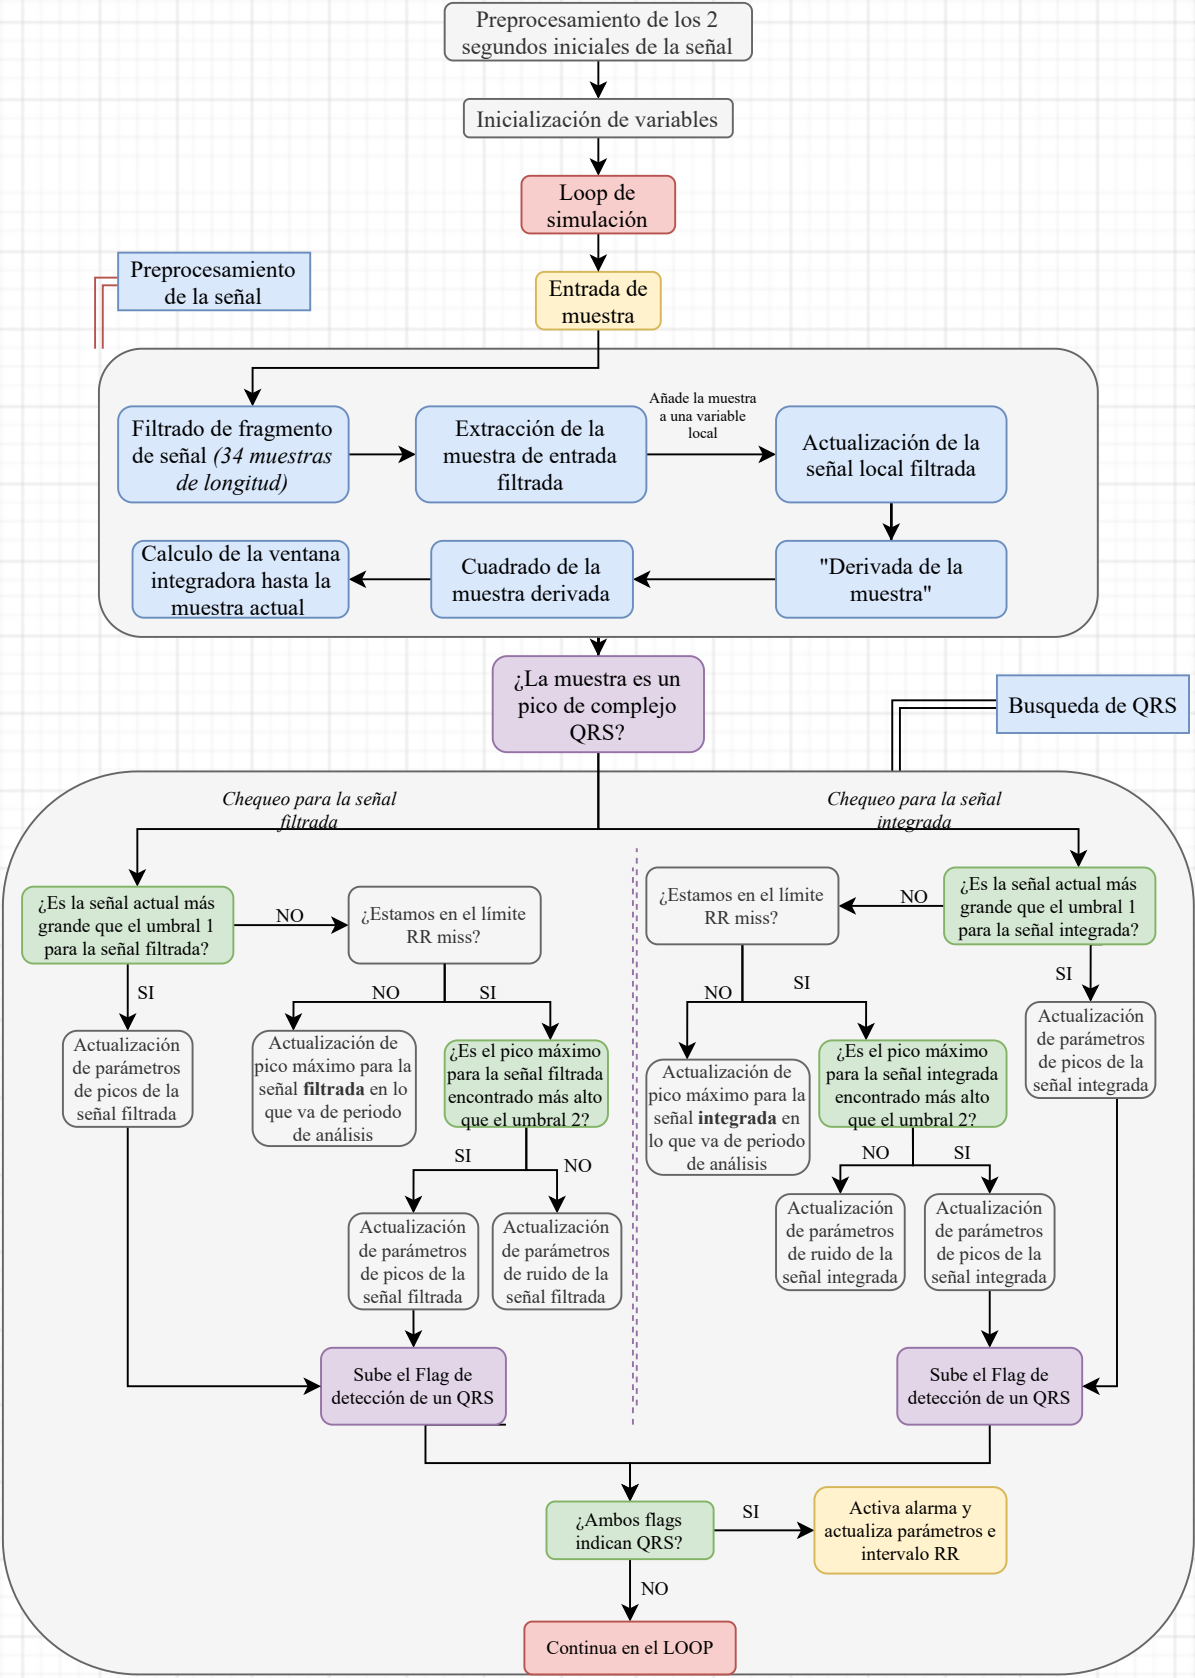 Preprocesamiento de los 2
segundos iniciales de la señal
Inicialización de variables
Loop de
simulación
Preprocesamiento
de la señal
Entrada de
muestra
Filtrado de fragmento
de señal (34 muestras
de longitud)
Extracción de la
muestra de entrada
filtrada
Añade la muestra
a una variable
local
Actualización de la
señal local filtrada
Calculo de la ventana
integradora hasta la
muestra actual
Cuadrado de la
muestra derivada
"Derivada de la
muestra"
¿La muestra es un
pico de complejo
QRS?
Busqueda de QRS
Chequeo para la señal
filtrada
Chequeo para la señal
integrada
¿Es la señal actual más
grande que el umbral 1
para la señal filtrada?
NO
¿Estamos en el límite
RR miss?
SI
NO
SI
Actualización
de parámetros
de picos de la
señal filtrada
Actualización de
pico máximo para la
señal filtrada en lo
que va de periodo
de análisis
¿Es el pico máximo
para la señal filtrada
encontrado más alto
que el umbral 2?
SI
NO
Actualización
de parámetros
de picos de la
señal filtrada
Actualización
de parámetros
de ruido de la
señal filtrada
Sube el Flag de
detección de un QRS
¿Estamos en el límite
RR miss?
NO
¿Es la señal actual más
grande que el umbral 1
para la señal integrada?
NO
SI
SI
Actualización de
pico máximo para la
señal integrada en
lo que va de periodo
de análisis
¿Es el pico máximo
para la señal integrada
encontrado más alto
que el umbral 2?
Actualización
de parámetros
de picos de la
señal integrada
NO
SI
Actualización
de parámetros
de ruido de la
señal integrada
Actualización
de parámetros
de picos de la
señal integrada
Sube el Flag de
detección de un QRS
¿Ambos flags
indican QRS?
SI
Activa alarma y
actualiza parámetros e
intervalo RR
NO
Continua en el LOOP